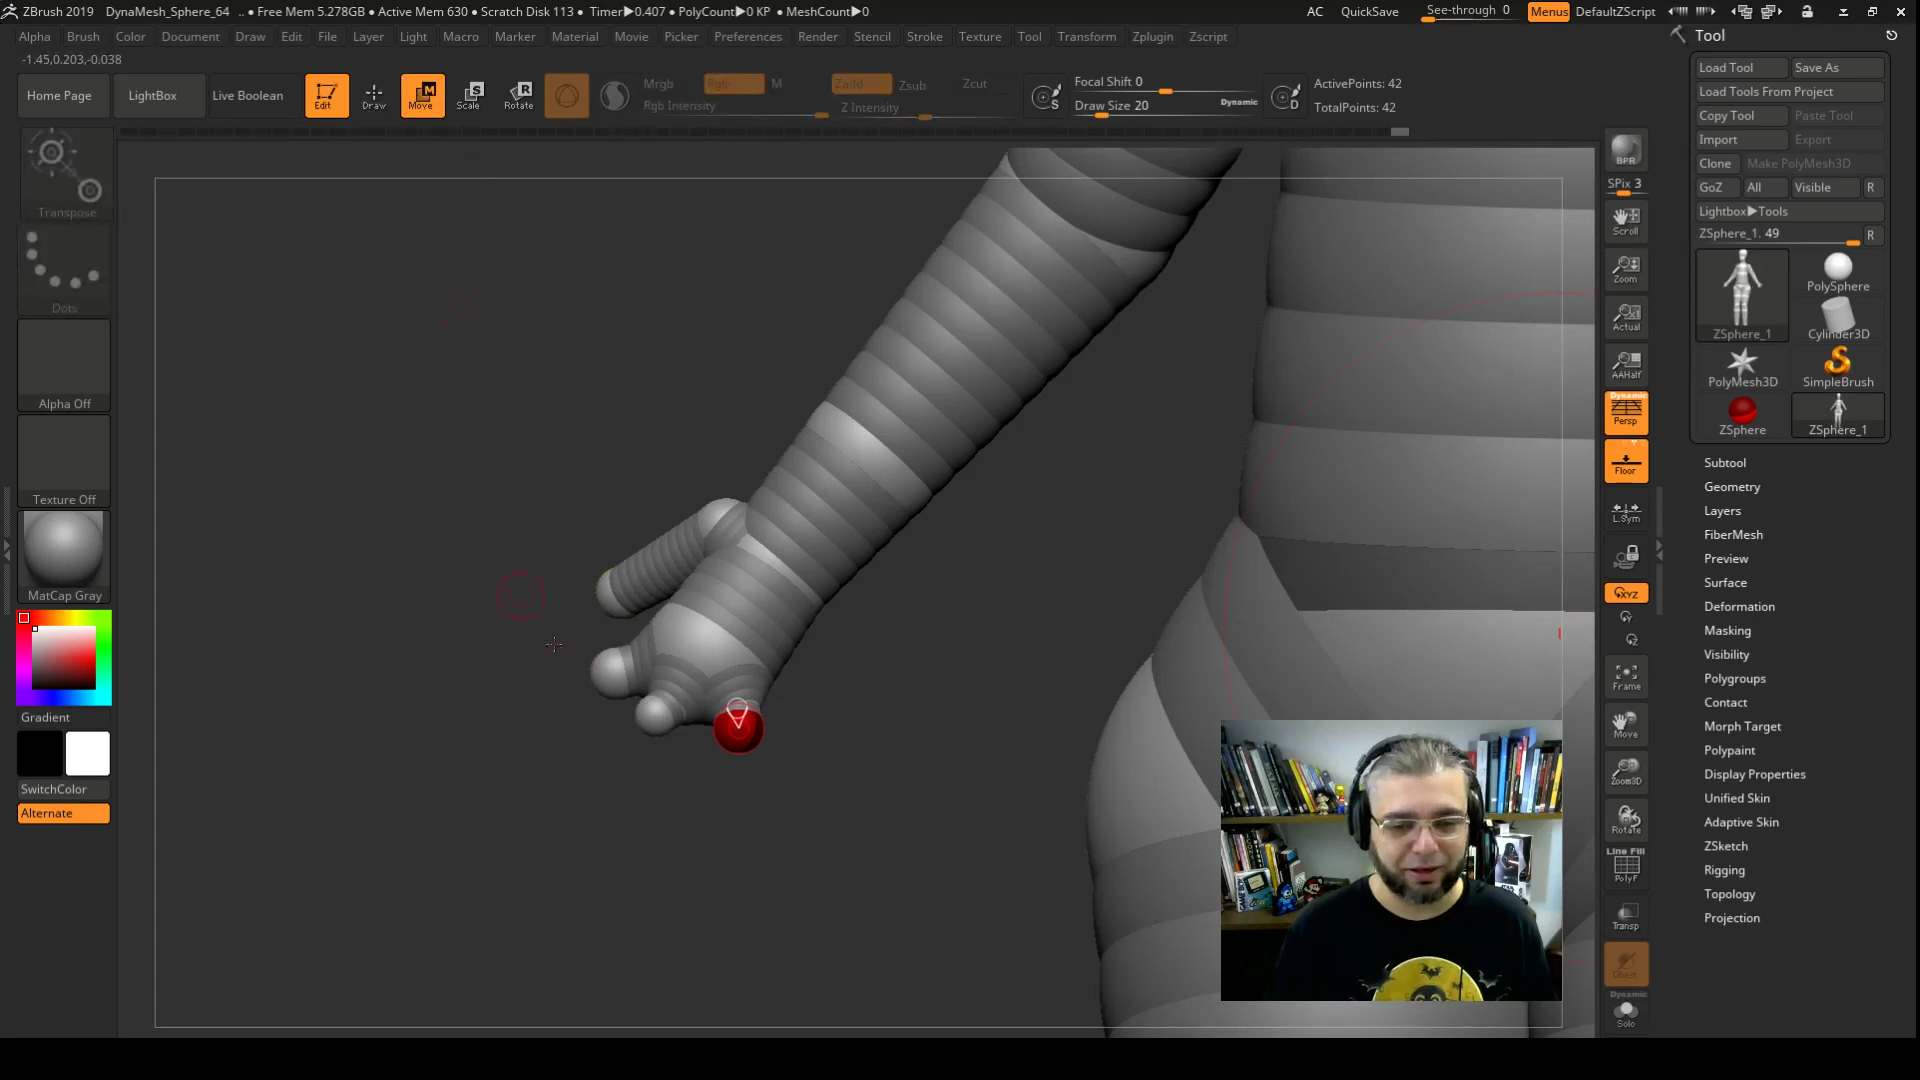 ZBrush 2019 DynaMesh_Sphere_64 .. ● Free Mem 5.278GB ● Active Mem 630 ● Scratch Disk 113 ● Timer▶0.407 ● PolyCount▶0 KP ● MeshCount▶0 AC QuickSave See-through 0 Menus DefaultZScript
Alpha Brush Color Document Draw Edit File Layer Light Macro Marker Material Movie Picker Preferences Render Stencil Stroke Texture Tool Transform Zplugin Zscript
-1.45,0.203,-0.038
Home Page LightBox Live Boolean Edit Draw Move Scale Rotate
Mrgb Rgb M Zadd Zsub Zcut
Rgb Intensity Z Intensity
Focal Shift 0
Draw Size 20 Dynamic
ActivePoints: 42
TotalPoints: 42
Transpose
Dots
Alpha Off
Texture Off
MatCap Gray
Gradient
SwitchColor
Alternate
BPR
SPix 3
Scroll
Zoom
Actual
AAHalf
Dynamic
Persp
Floor
L.Sym
XYZ
Frame
Move
Zoom3D
Rotate
Line Fill
PolyF
Transp
Ghost
Dynamic
Solo
Tool
Load Tool Save As
Load Tools From Project
Copy Tool Paste Tool
Import Export
Clone Make PolyMesh3D
GoZ All Visible R
Lightbox▶Tools
ZSphere_1. 49 R
ZSphere_1
PolySphere
Cylinder3D
PolyMesh3D
SimpleBrush
ZSphere
ZSphere_1
Subtool
Geometry
Layers
FiberMesh
Preview
Surface
Deformation
Masking
Visibility
Polygroups
Contact
Morph Target
Polypaint
Display Properties
Unified Skin
Adaptive Skin
ZSketch
Rigging
Topology
Projection